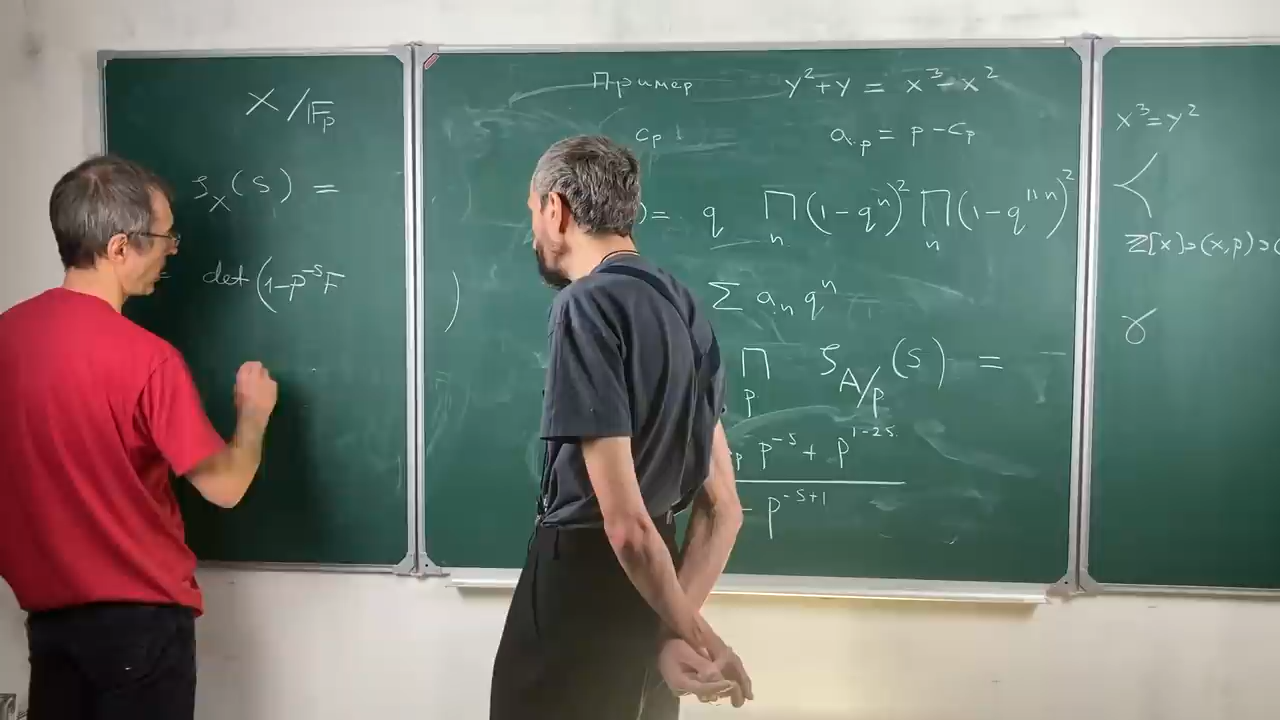 X/𝔽_p
ζ_X(s) =
det(1-p^{-s}F )
Пример y²+y = x³-x²
c_p a_p = p - c_p
)= q ∏_n (1-q^n)² ∏_n (1-q^{11n})²
∑ a_n q^n
∏_p ζ_{A/p}(s) =
p p^{-s} + p^{1-2s}
- p^{-s+1}
x³=y²
ℤ[x]⊃(x,p)⊃(
γ